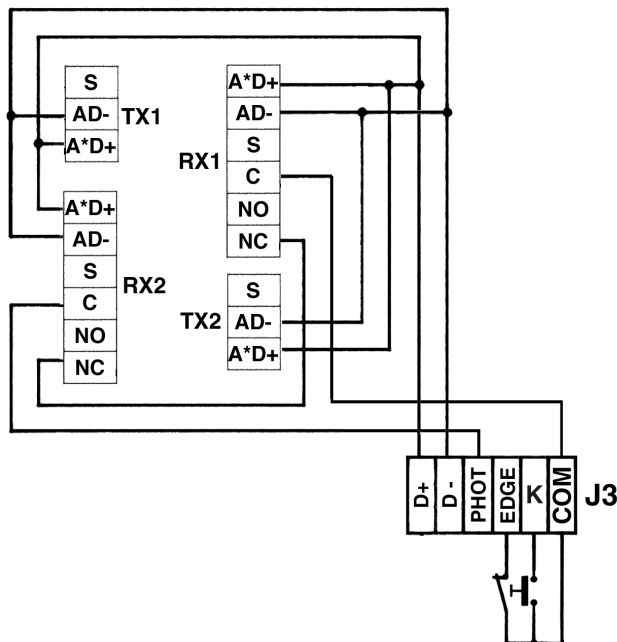 S
AD-
A*D+
TX1
A*D+
AD-
S
C
NO
NC
RX1
A*D+
AD-
S
C
NO
NC
RX2
S
AD-
A*D+
TX2
D+
D -
PHOT
EDGE
K
COM
J3